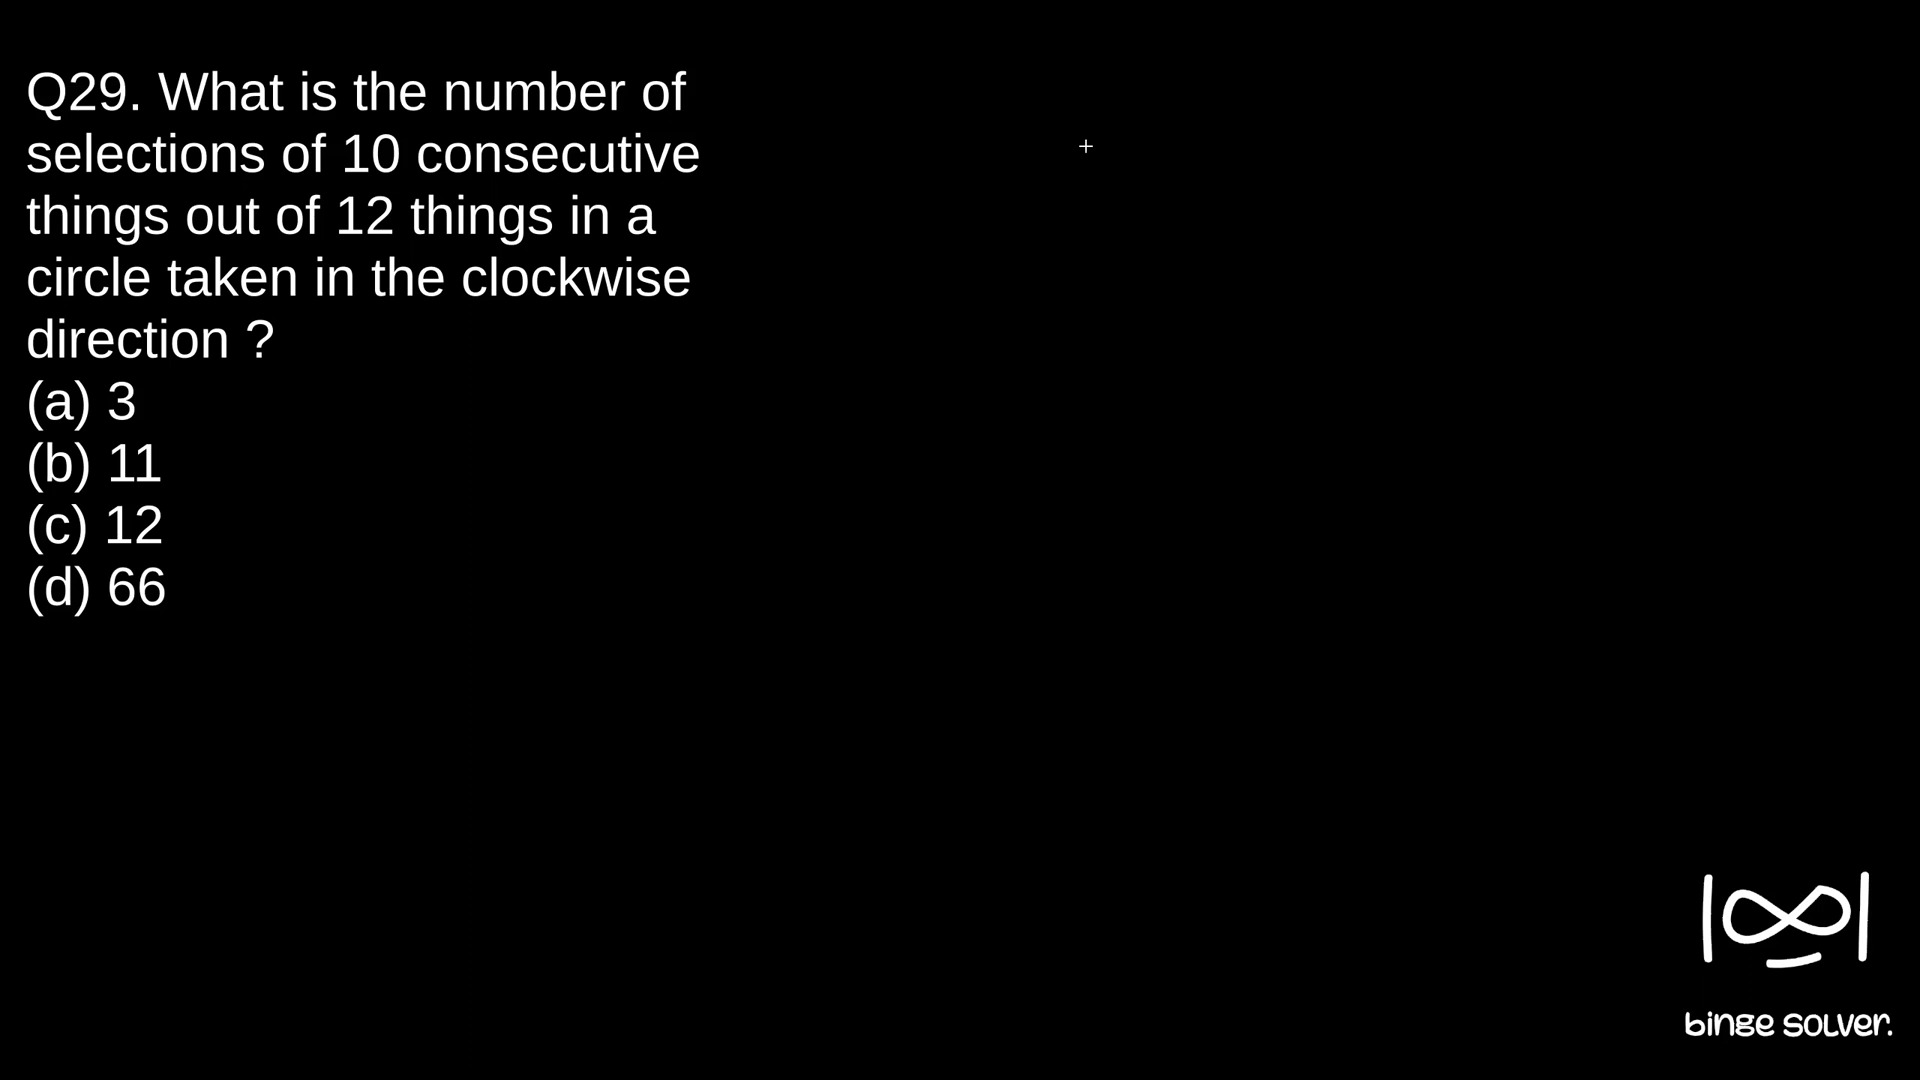 Q29. What is the number of
selections of 10 consecutive
things out of 12 things in a
circle taken in the clockwise
direction ?
(a) 3
(b) 11
(c) 12
(d) 66
binge solver.